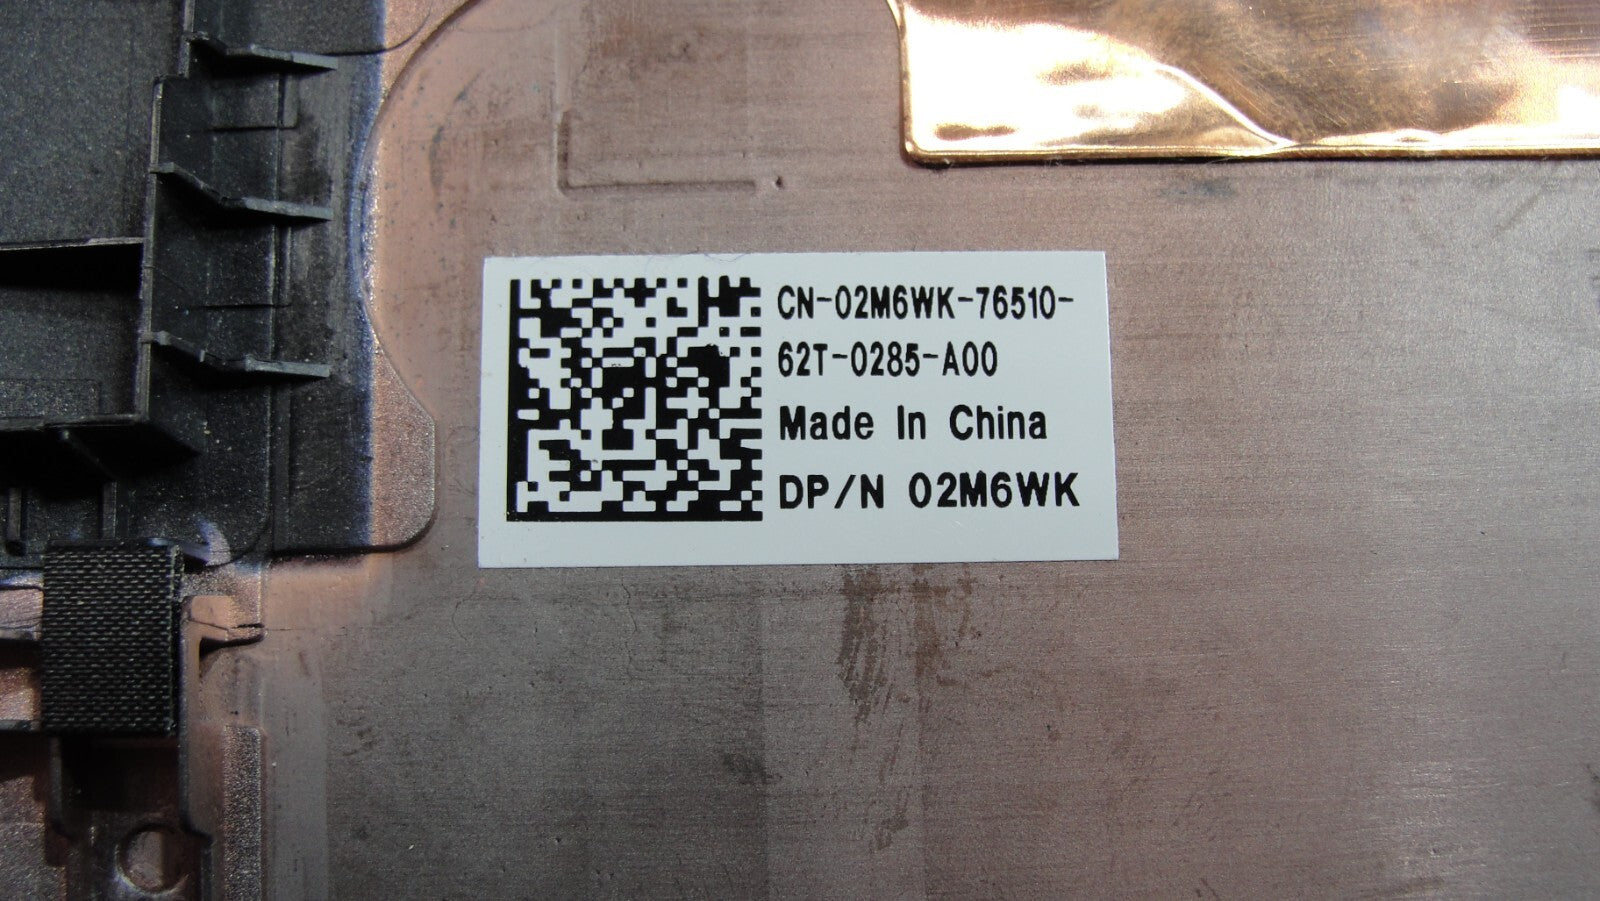 CN-02M6WK-76510-
62T-0285-A00
Made In China
DP/N 02M6WK